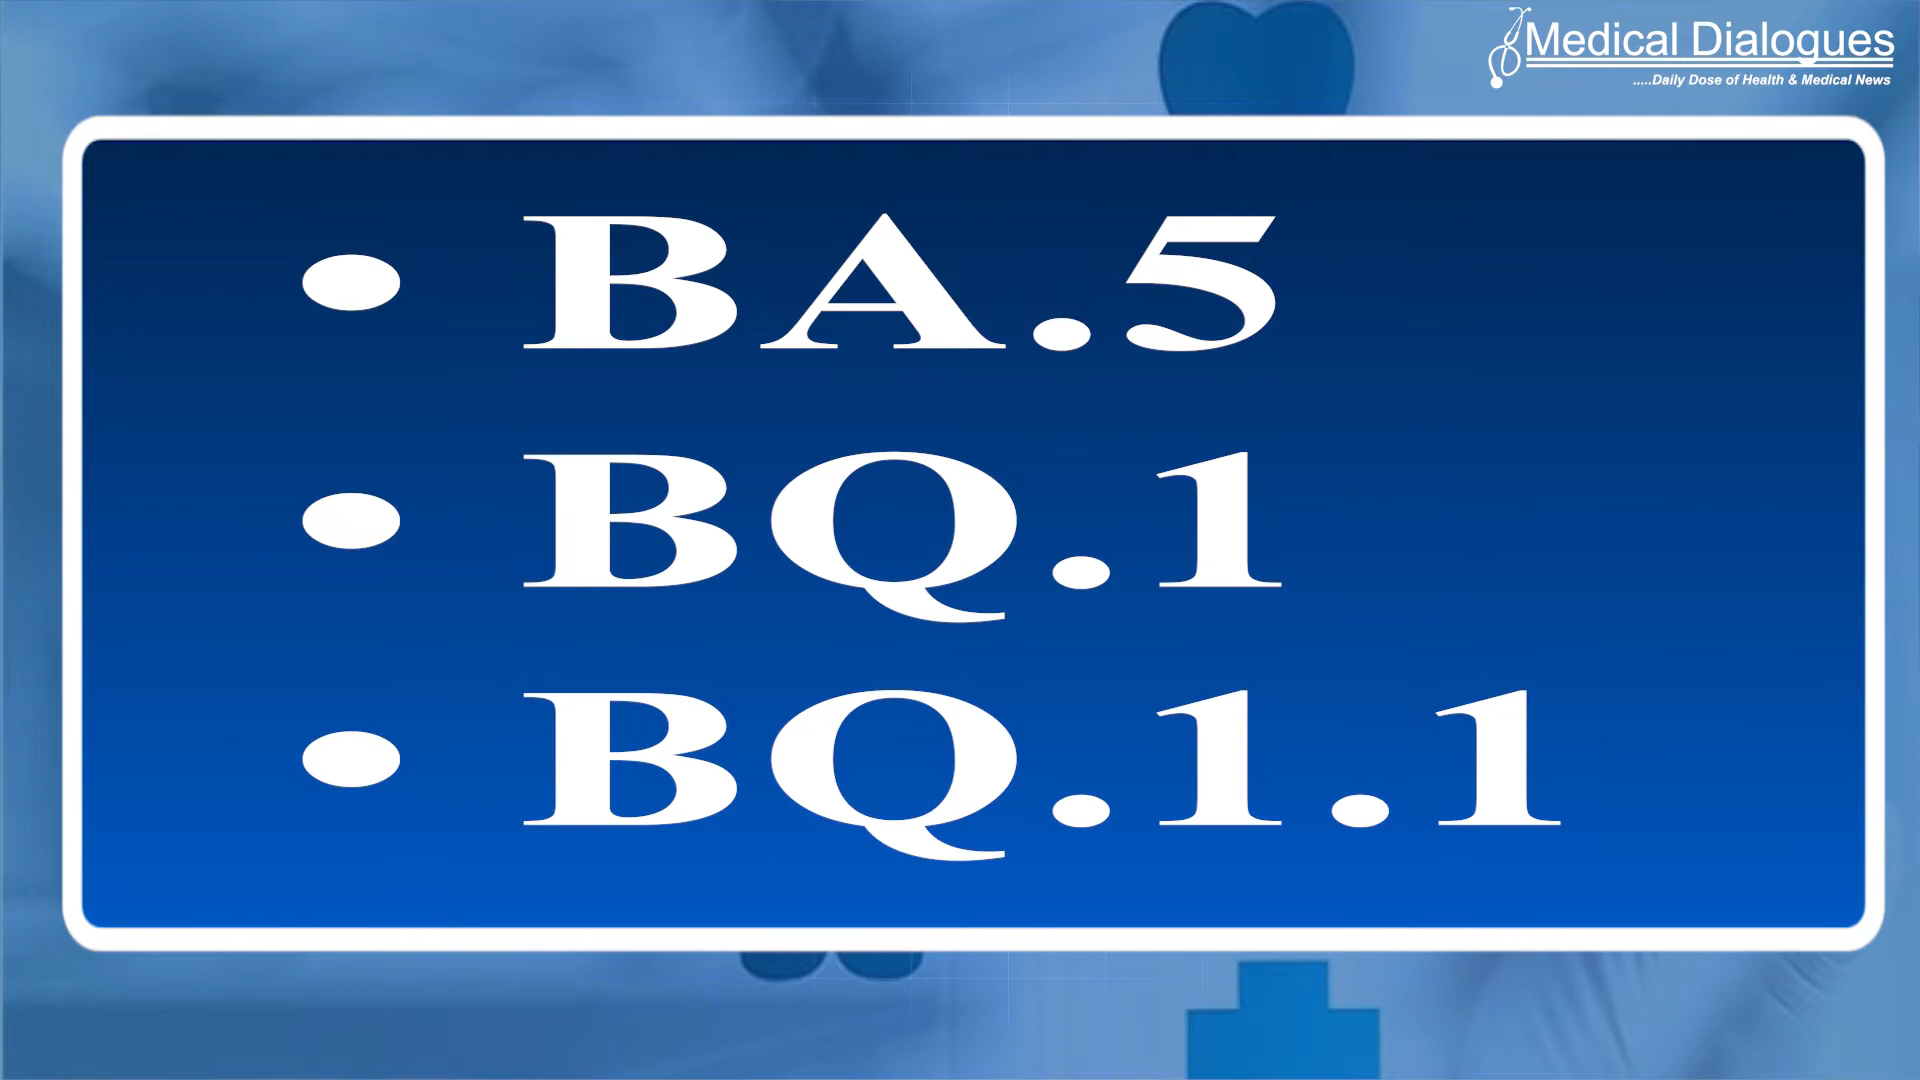 Medical Dialogues
.....Daily Dose of Health & Medical News
• BA.5
• BQ.1
• BQ.1.1